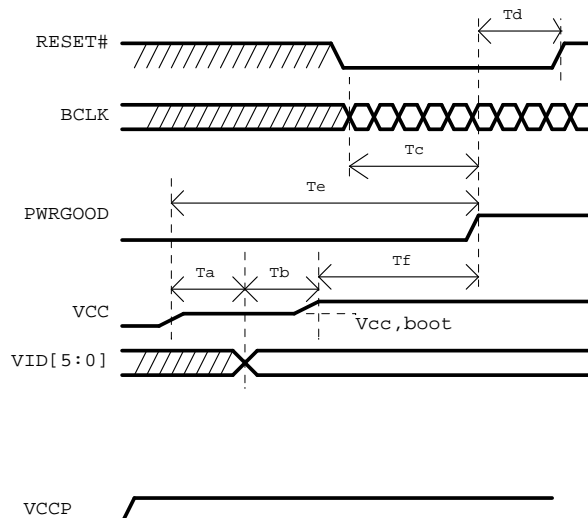 Td
RESET#
BCLK
Tc
Te
PWRGOOD
Ta
Tb
Tf
VCC
Vcc,boot
VID[5:0]
VCCP